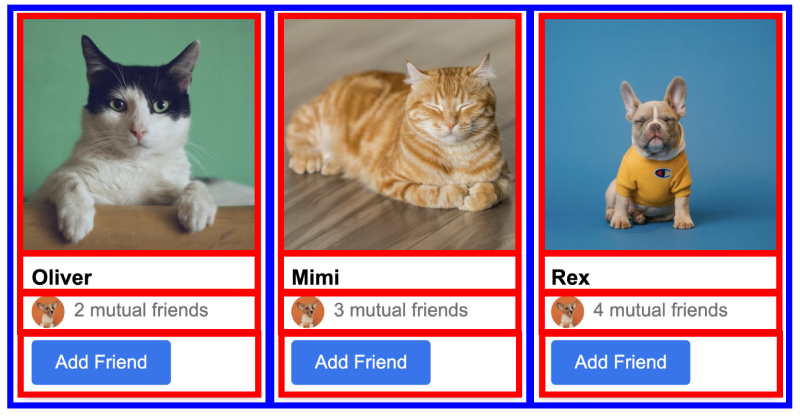 Oliver
2 mutual friends
Add Friend
Mimi
3 mutual friends
Add Friend
Rex
4 mutual friends
Add Friend